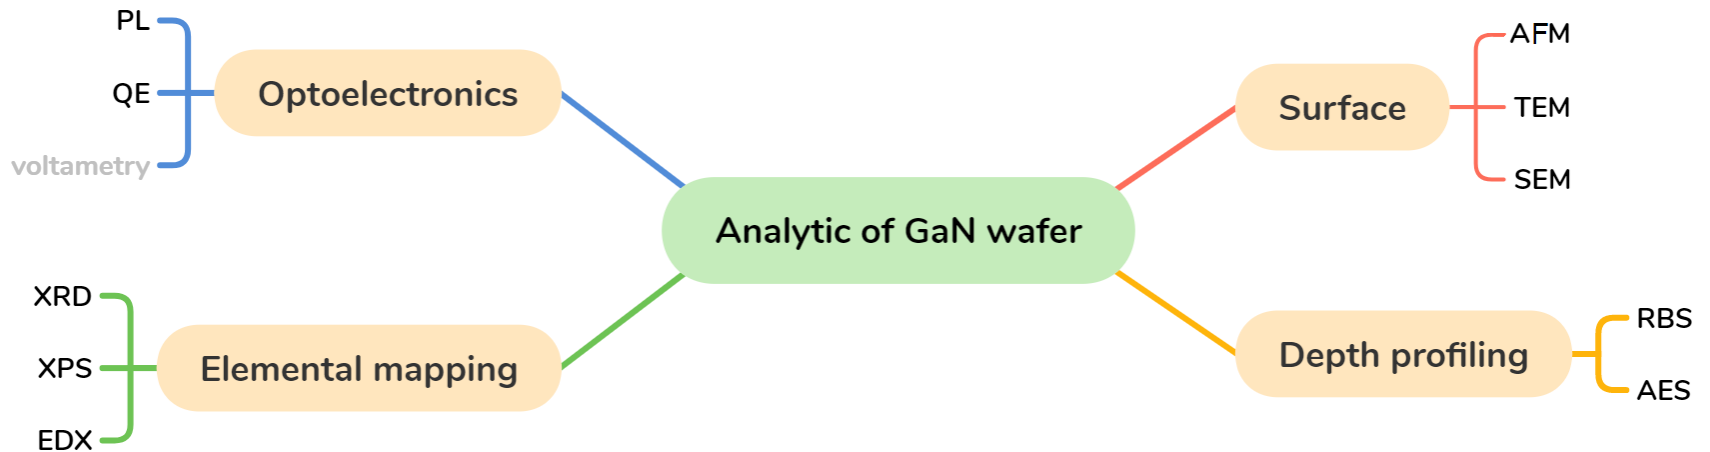 PL
QE
voltametry
Optoelectronics
Surface
AFM
TEM
SEM
Analytic of GaN wafer
XRD
XPS
EDX
Elemental mapping
Depth profiling
RBS
AES